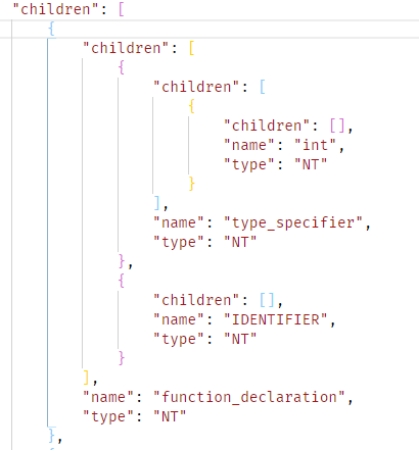 "children": [
{
"children": [
{
"children": [
{
"children": [],
"name": "int",
"type": "NT"
}
],
"name": "type_specifier",
"type": "NT"
},
{
"children": [],
"name": "IDENTIFIER",
"type": "NT"
}
],
"name": "function_declaration",
"type": "NT"
},